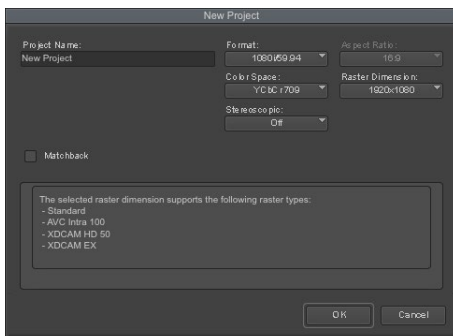 New Project
Project Name:
New Project
Format:
1080i/59.94
Aspect Ratio:
16:9
Color Space:
YCbCr709
Raster Dimension:
1920x1080
Stereoscopic:
Off
Matchback
The selected raster dimension supports the following raster types:
- Standard
- AVC Intra 100
- XDCAM HD 50
- XDCAM EX
OK
Cancel